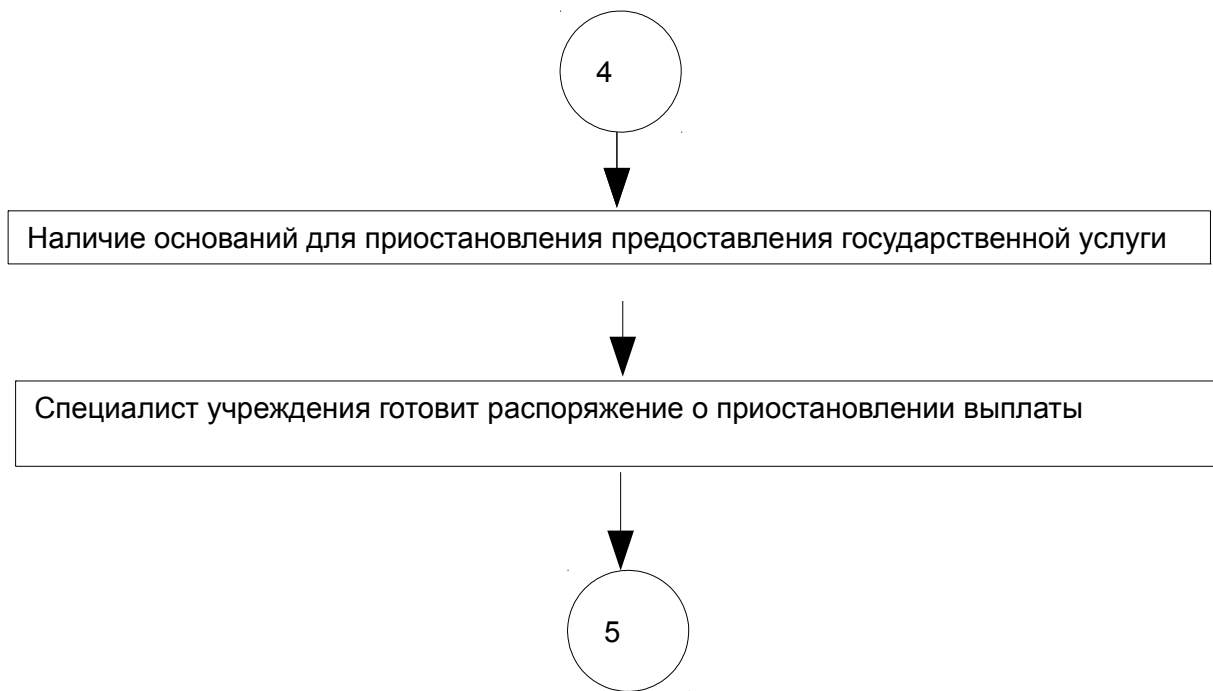 4
Наличие оснований для приостановления предоставления государственной услуги
Специалист учреждения готовит распоряжение о приостановлении выплаты
5